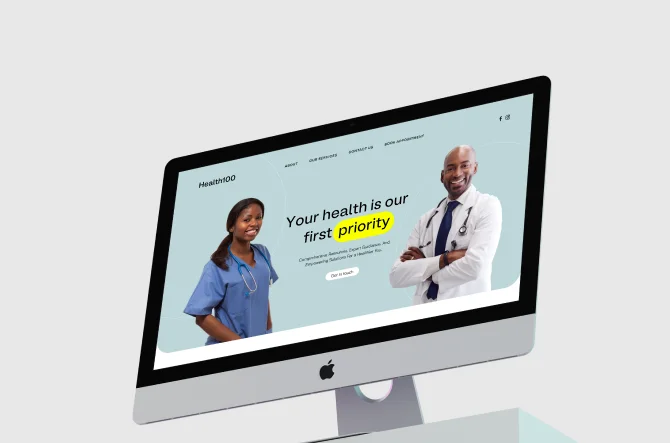 Health100
ABOUT
OUR SERVICES
CONTACT US
BOOK APPOINTMENT
Your health is our
first priority
Comprehensive Resources, Expert Guidance, And
Empowering Solutions For a Healthier You.
Get in touch